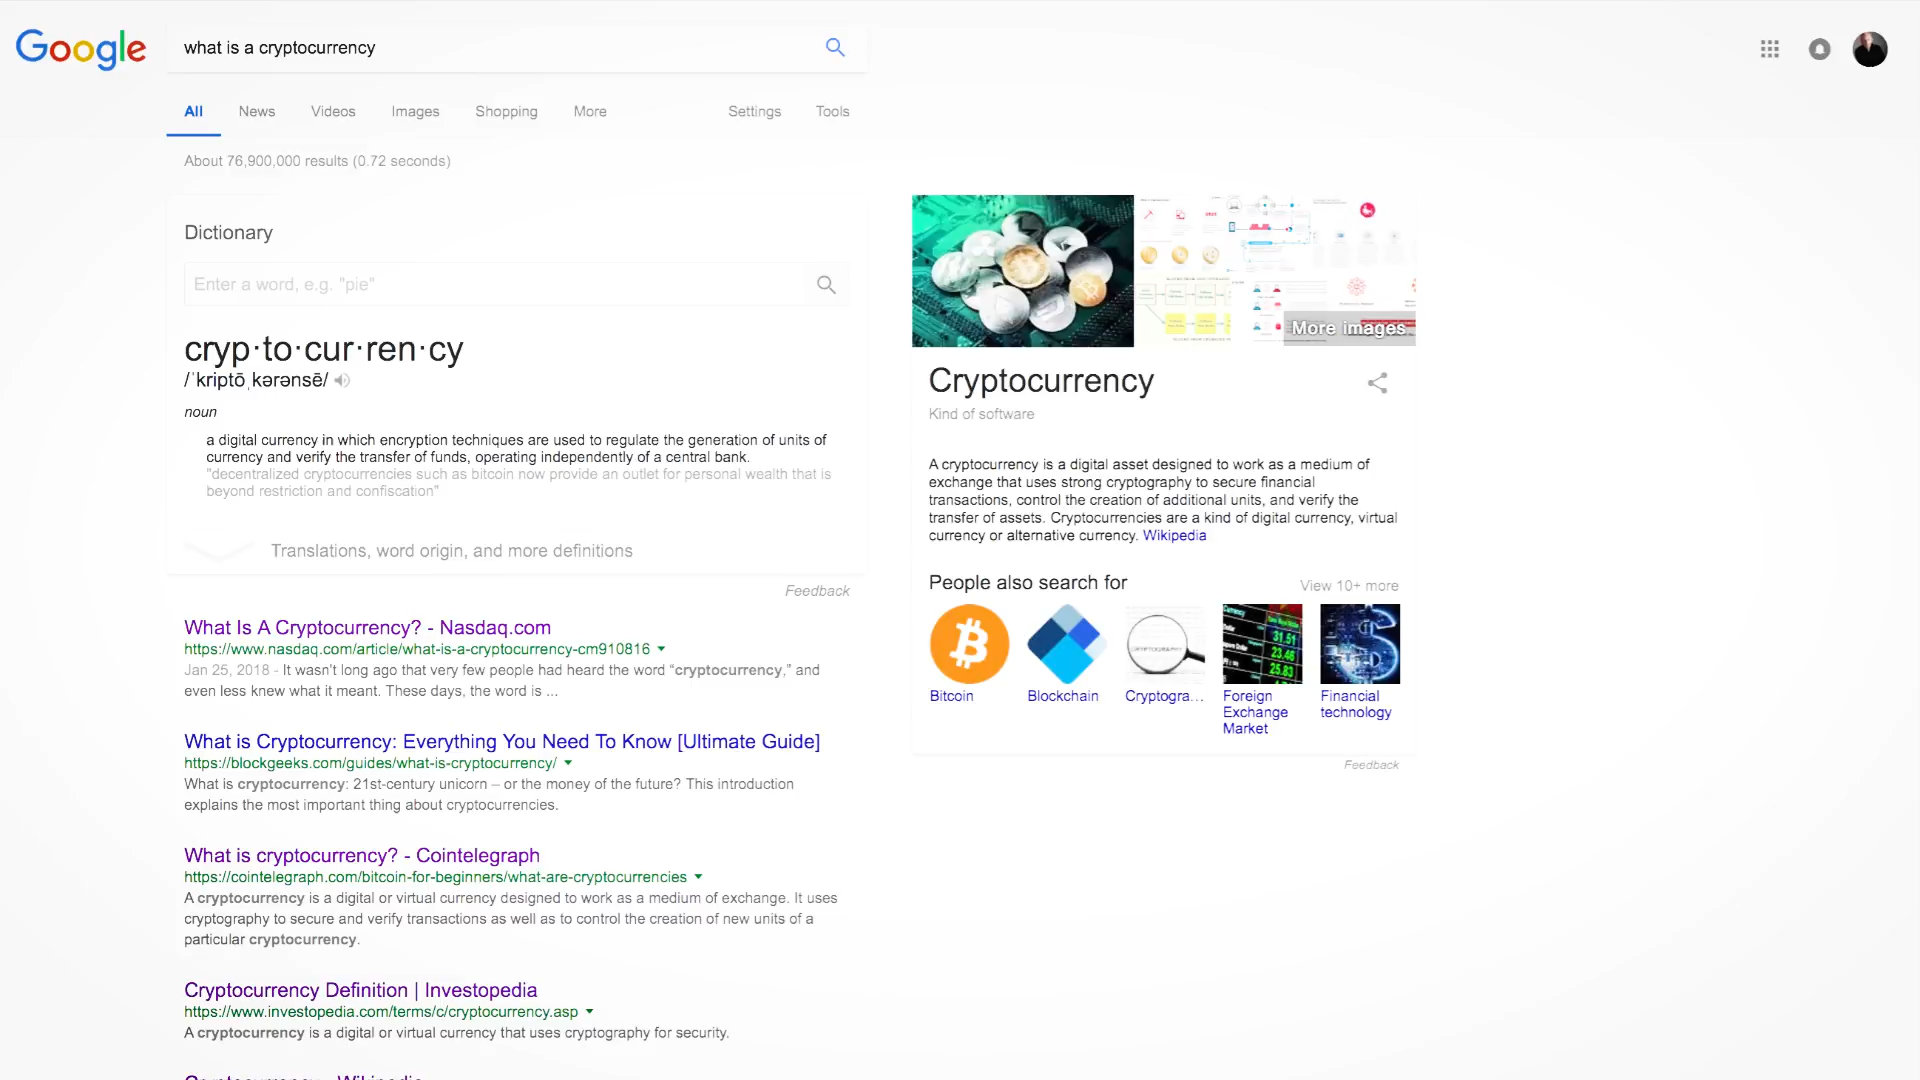 Google
what is a cryptocurrency
All News Videos Images Shopping More Settings Tools
About 76,900,000 results (0.72 seconds)
Dictionary
Enter a word, e.g. "pie"
cryp·to·cur·ren·cy
/ˈkriptōˌkərənsē/
noun
a digital currency in which encryption techniques are used to regulate the generation of units of
currency and verify the transfer of funds, operating independently of a central bank.
"decentralized cryptocurrencies such as bitcoin now provide an outlet for personal wealth that is
beyond restriction and confiscation"
Translations, word origin, and more definitions
Feedback
What Is A Cryptocurrency? - Nasdaq.com
https://www.nasdaq.com/article/what-is-a-cryptocurrency-cm910816
Jan 25, 2018 - It wasn't long ago that very few people had heard the word “cryptocurrency,” and
even less knew what it meant. These days, the word is ...
What is Cryptocurrency: Everything You Need To Know [Ultimate Guide]
https://blockgeeks.com/guides/what-is-cryptocurrency/
What is cryptocurrency: 21st-century unicorn – or the money of the future? This introduction
explains the most important thing about cryptocurrencies.
What is cryptocurrency? - Cointelegraph
https://cointelegraph.com/bitcoin-for-beginners/what-are-cryptocurrencies
A cryptocurrency is a digital or virtual currency designed to work as a medium of exchange. It uses
cryptography to secure and verify transactions as well as to control the creation of new units of a
particular cryptocurrency.
Cryptocurrency Definition | Investopedia
https://www.investopedia.com/terms/c/cryptocurrency.asp
A cryptocurrency is a digital or virtual currency that uses cryptography for security.
Cryptocurrency - Wikipedia
More images
Cryptocurrency
Kind of software
A cryptocurrency is a digital asset designed to work as a medium of
exchange that uses strong cryptography to secure financial
transactions, control the creation of additional units, and verify the
transfer of assets. Cryptocurrencies are a kind of digital currency, virtual
currency or alternative currency. Wikipedia
People also search for
View 10+ more
31.51
23.46
25.83
Bitcoin
Blockchain
Cryptogra...
Foreign
Exchange
Market
Financial
technology
Feedback